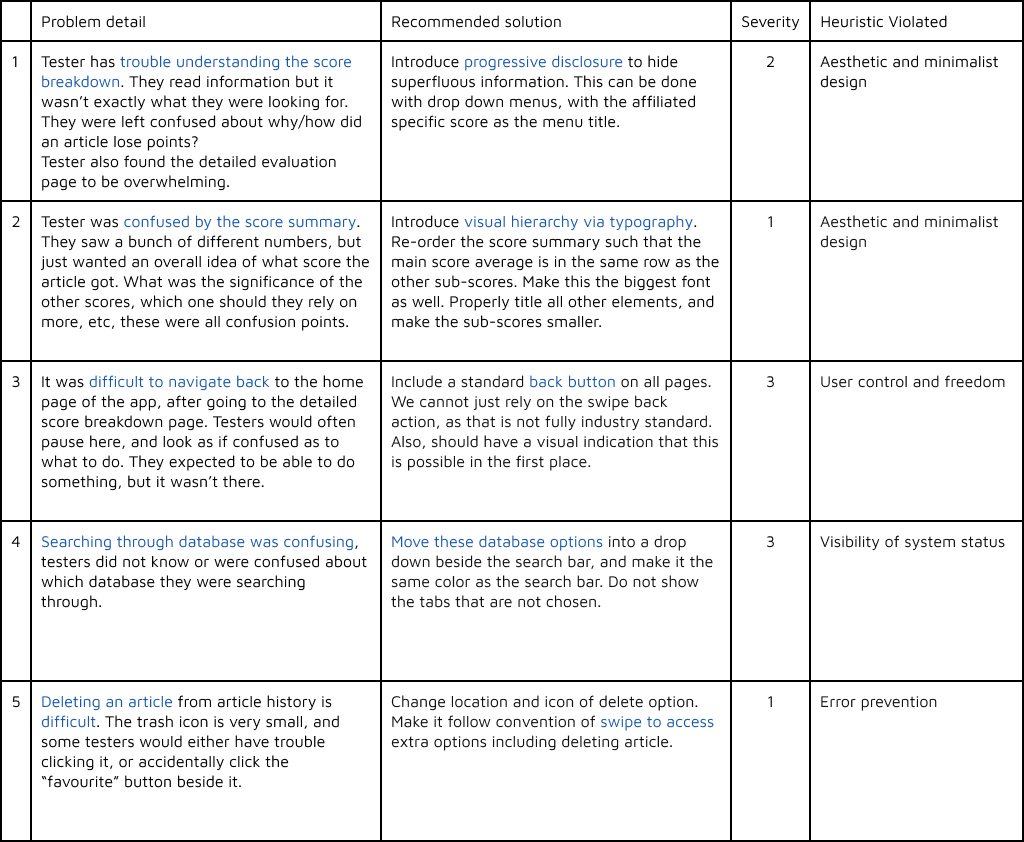 Problem detail
Recommended solution
Severity
Heuristic Violated
1
Tester has trouble understanding the score
breakdown. They read information but it
wasn’t exactly what they were looking for.
They were left confused about why/how did
an article lose points?
Tester also found the detailed evaluation
page to be overwhelming.
Introduce progressive disclosure to hide
superfluous information. This can be done
with drop down menus, with the affiliated
specific score as the menu title.
2
Aesthetic and minimalist
design
2
Tester was confused by the score summary.
They saw a bunch of different numbers, but
just wanted an overall idea of what score the
article got. What was the significance of the
other scores, which one should they rely on
more, etc, these were all confusion points.
Introduce visual hierarchy via typography.
Re-order the score summary such that the
main score average is in the same row as the
other sub-scores. Make this the biggest font
as well. Properly title all other elements, and
make the sub-scores smaller.
1
Aesthetic and minimalist
design
3
It was difficult to navigate back to the home
page of the app, after going to the detailed
score breakdown page. Testers would often
pause here, and look as if confused as to
what to do. They expected to be able to do
something, but it wasn’t there.
Include a standard back button on all pages.
We cannot just rely on the swipe back
action, as that is not fully industry standard.
Also, should have a visual indication that this
is possible in the first place.
3
User control and freedom
4
Searching through database was confusing,
testers did not know or were confused about
which database they were searching
through.
Move these database options into a drop
down beside the search bar, and make it the
same color as the search bar. Do not show
the tabs that are not chosen.
3
Visibility of system status
5
Deleting an article from article history is
difficult. The trash icon is very small, and
some testers would either have trouble
clicking it, or accidentally click the
“favourite” button beside it.
Change location and icon of delete option.
Make it follow convention of swipe to access
extra options including deleting article.
1
Error prevention